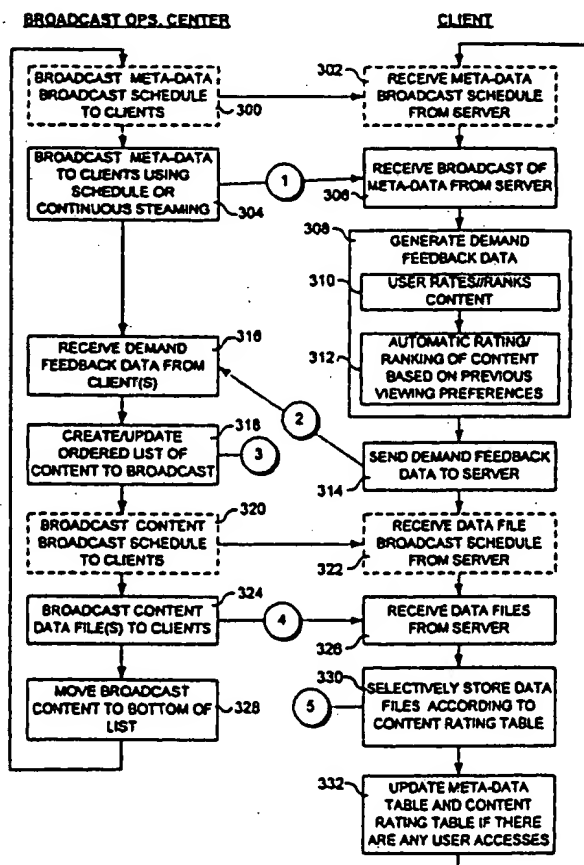 BROADCAST OPS. CENTER
CLIENT
BROADCAST META-DATA
BROADCAST SCHEDULE
TO CLIENTS
300
302
RECEIVE META-DATA
BROADCAST SCHEDULE
FROM SERVER
BROADCAST META-DATA
TO CLIENTS USING
SCHEDULE OR
CONTINUOUS STEAMING
304
1
RECEIVE BROADCAST OF
META-DATA FROM SERVER
306
308
GENERATE DEMAND
FEEDBACK DATA
310
USER RATES//RANKS
CONTENT
312
AUTOMATIC RATING/
RANKING OF CONTENT
BASED ON PREVIOUS
VIEWING PREFERENCES
316
RECEIVE DEMAND
FEEDBACK DATA FROM
CLIENT(S)
2
318
CREATE/UPDATE
ORDERED LIST OF
CONTENT TO BROADCAST
3
SEND DEMAND FEEDBACK
DATA TO SERVER
314
320
BROADCAST CONTENT
BROADCAST SCHEDULE
TO CLIENTS
RECEIVE DATA FILE
BROADCAST SCHEDULE
FROM SERVER
322
324
BROADCAST CONTENT
DATA FILE(S) TO CLIENTS
4
RECEIVE DATA FILES
FROM SERVER
326
MOVE BROADCAST
CONTENT TO BOTTOM OF
LIST
328
330
5
SELECTIVELY STORE DATA
FILES ACCORDING TO
CONTENT RATING TABLE
332
UPDATE META-DATA
TABLE AND CONTENT
RATING TABLE IF THERE
ARE ANY USER ACCESSES